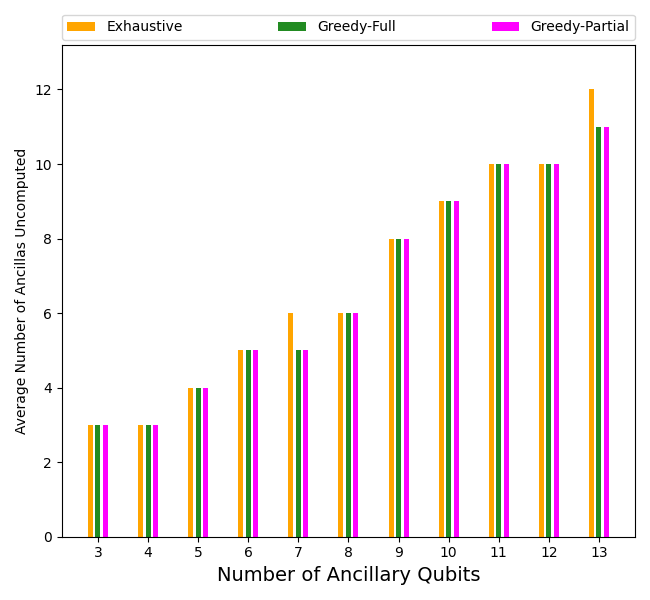 Exhaustive Greedy-Full Greedy-Partial
Average Number of Ancillas Uncomputed
12
10
8
6
4
2
0
3 4 5 6 7 8 9 10 11 12 13
Number of Ancillary Qubits